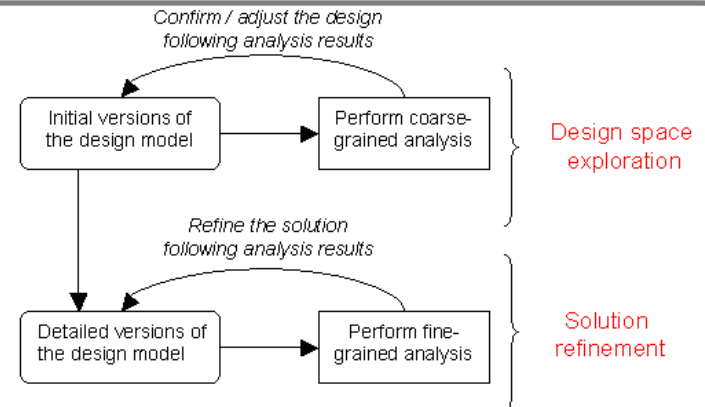 Confirm / adjust the design
following analysis results
Initial versions of
the design model
Perform coarse-
grained analysis
Design space
exploration
Refine the solution
following analysis results
Detailed versions of
the design model
Perform fine-
grained analysis
Solution
refinement